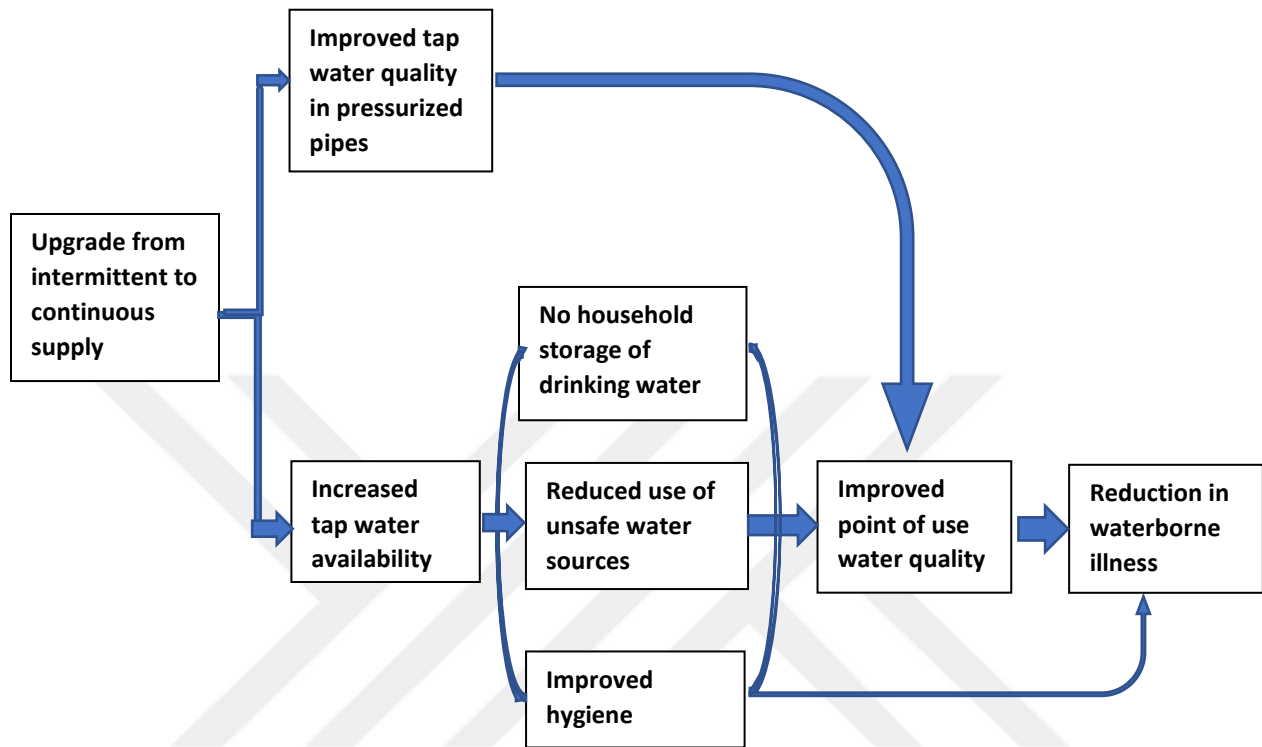 Improved tap
water quality
in pressurized
pipes
Upgrade from
intermittent to
continuous
supply
No household
storage of
drinking water
Increased
tap water
availability
Reduced use of
unsafe water
sources
Improved
point of use
water quality
Reduction in
waterborne
illness
Improved
hygiene